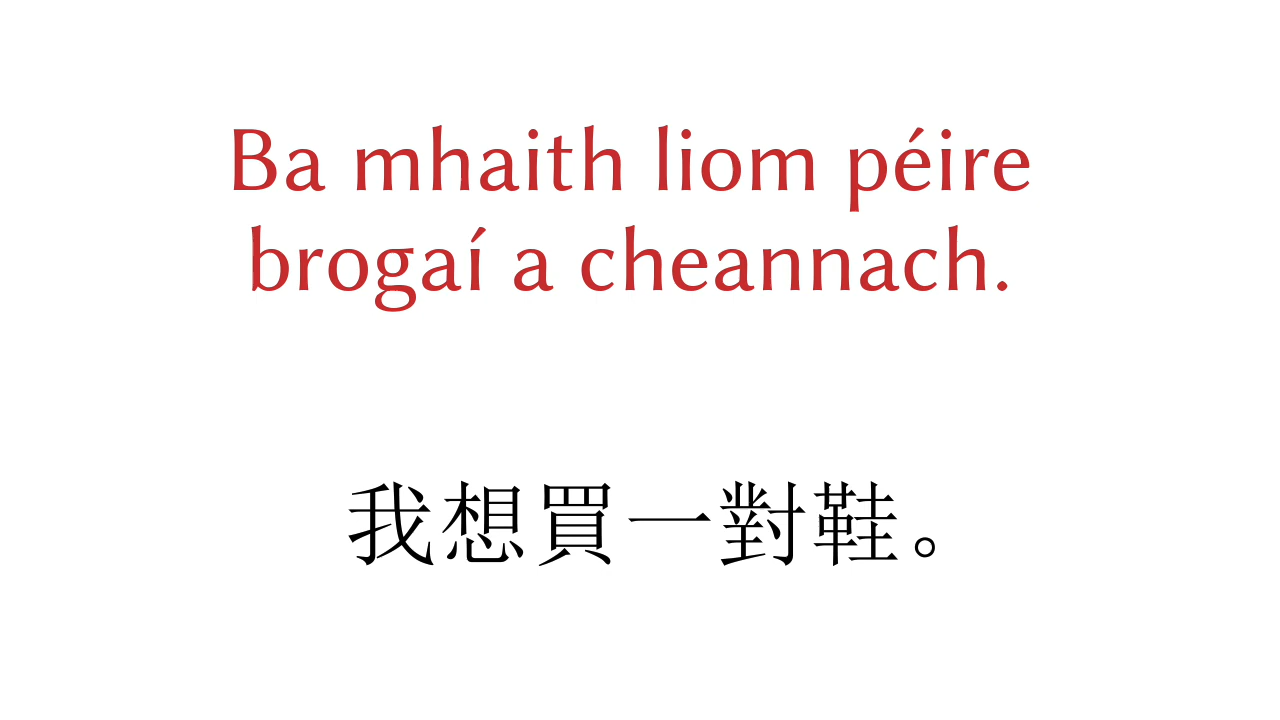 Ba mhaith liom péire
brogaí a cheannach.
我想買一對鞋。